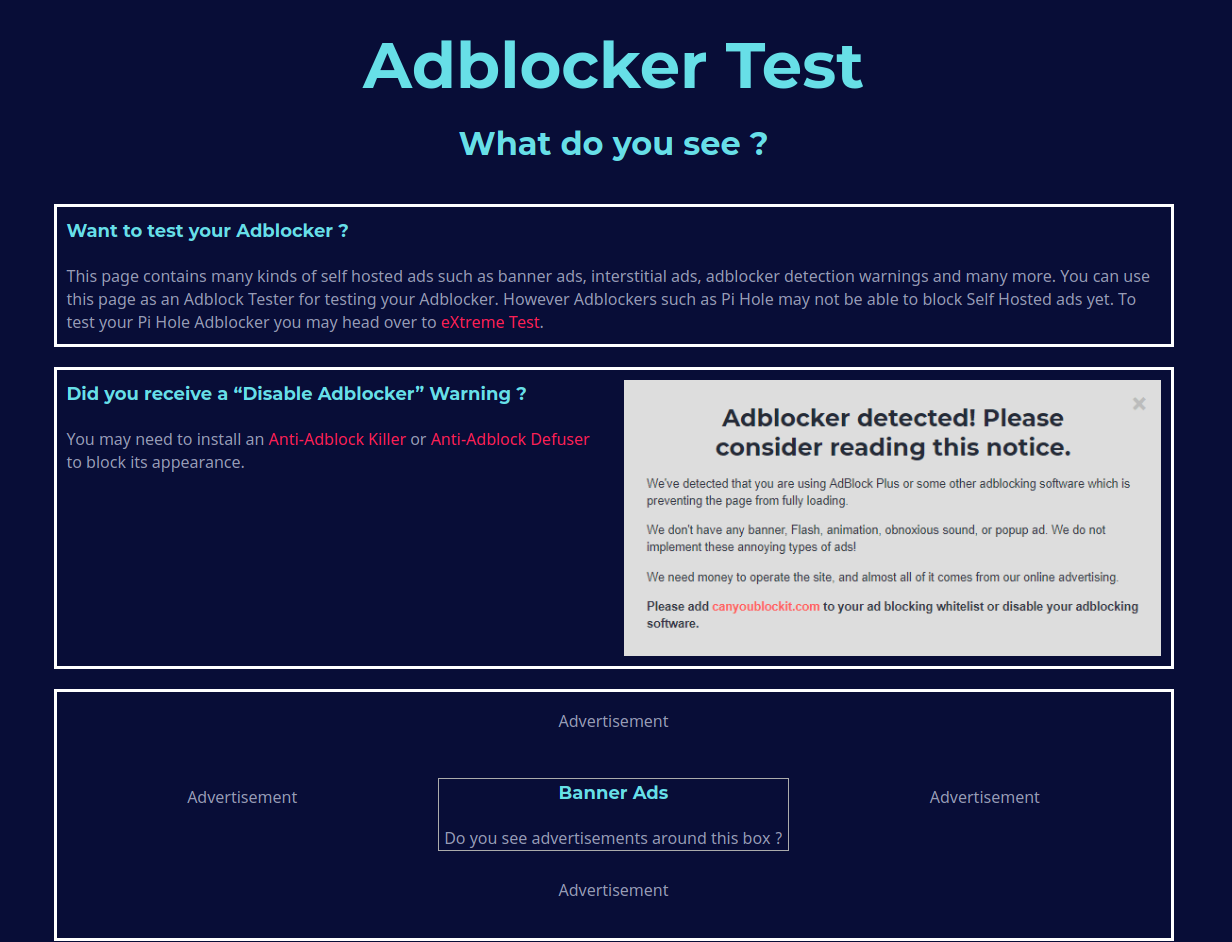 Adblocker Test
What do you see ?
Want to test your Adblocker ?
This page contains many kinds of self hosted ads such as banner ads, interstitial ads, adblocker detection warnings and many more. You can use
this page as an Adblock Tester for testing your Adblocker. However Adblockers such as Pi Hole may not be able to block Self Hosted ads yet. To
test your Pi Hole Adblocker you may head over to eXtreme Test.
Did you receive a “Disable Adblocker” Warning ?
You may need to install an Anti-Adblock Killer or Anti-Adblock Defuser
to block its appearance.
Adblocker detected! Please
consider reading this notice.
We've detected that you are using AdBlock Plus or some other adblocking software which is
preventing the page from fully loading.
We don't have any banner, Flash, animation, obnoxious sound, or popup ad. We do not
implement these annoying types of ads!
We need money to operate the site, and almost all of it comes from our online advertising.
Please add canyoublockit.com to your ad blocking whitelist or disable your adblocking
software.
Advertisement
Advertisement
Banner Ads
Do you see advertisements around this box ?
Advertisement
Advertisement